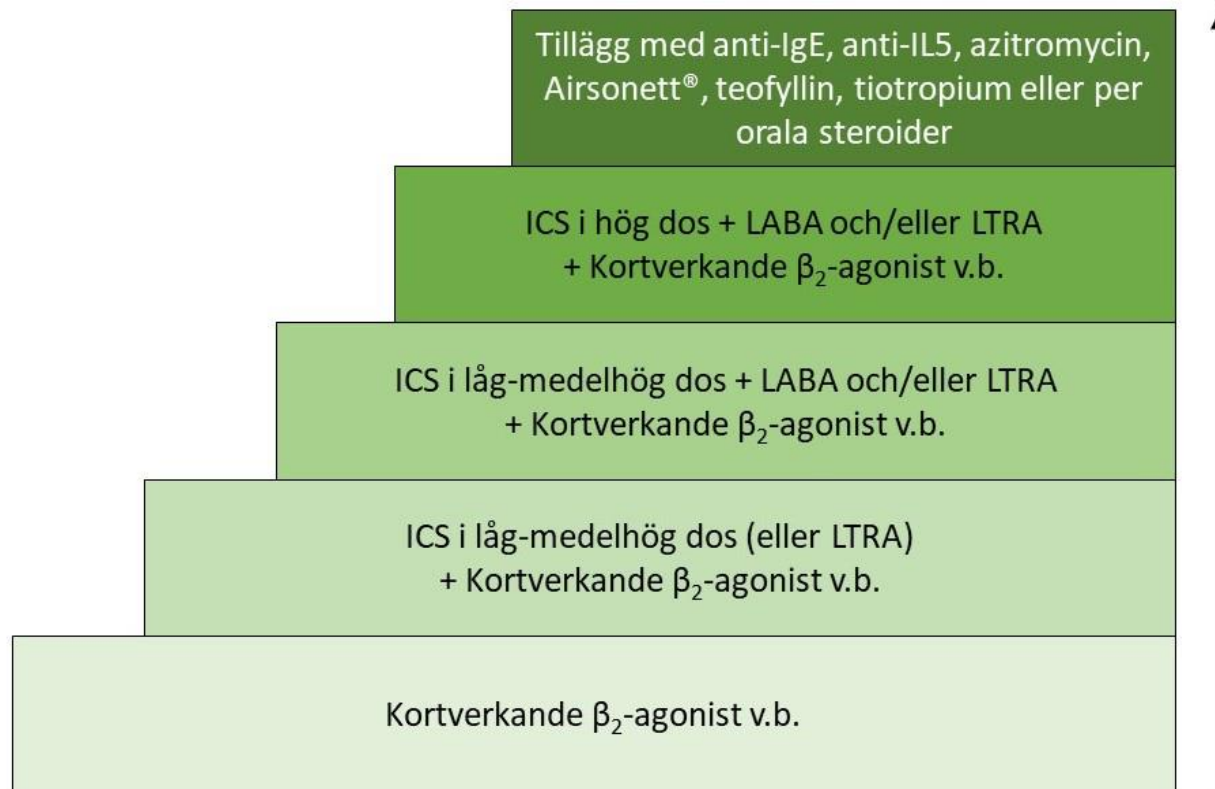 Tillägg med anti-IgE, anti-IL5, azitromycin,
Airsonett®, teofyllin, tiotropium eller per
orala steroider
ICS i hög dos + LABA och/eller LTRA
+ Kortverkande β₂-agonist v.b.
ICS i låg-medelhög dos + LABA och/eller LTRA
+ Kortverkande β₂-agonist v.b.
ICS i låg-medelhög dos (eller LTRA)
+ Kortverkande β₂-agonist v.b.
Kortverkande β₂-agonist v.b.